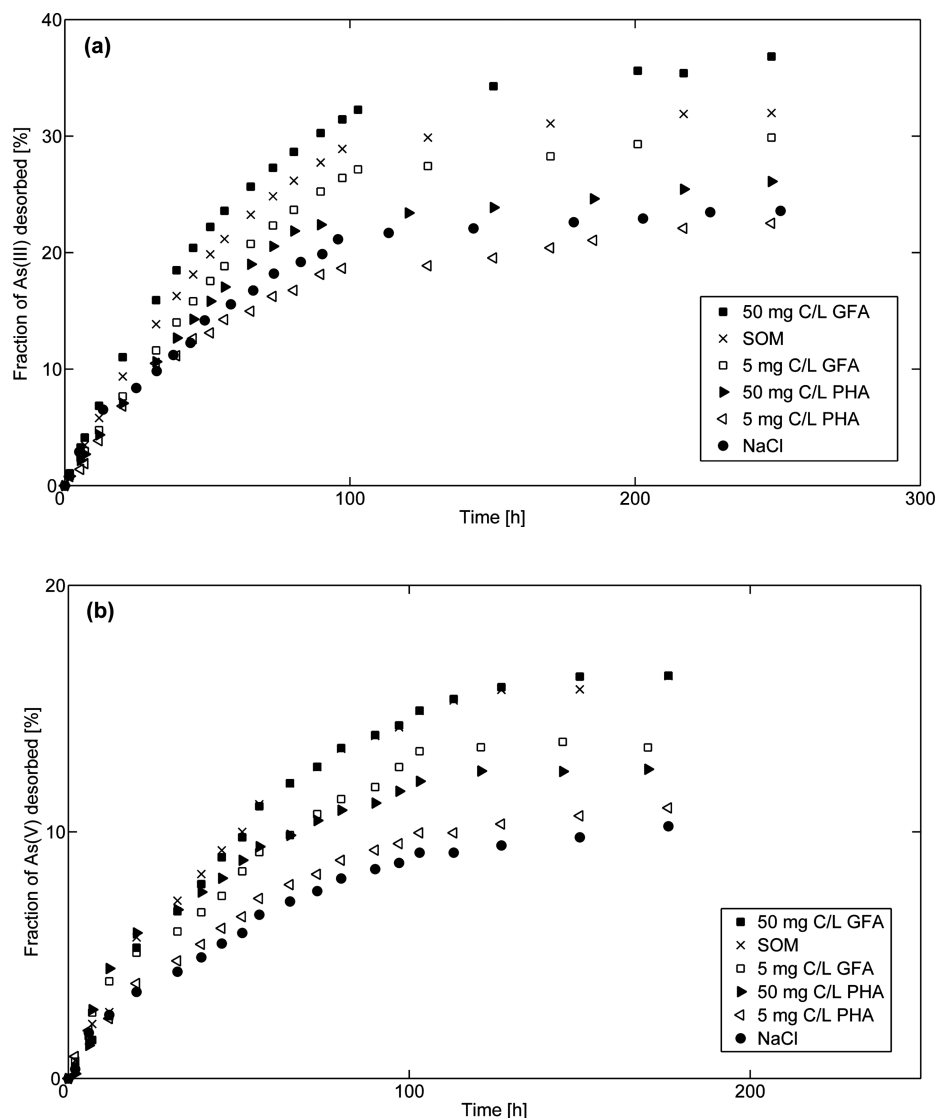 (a)
Fraction of As(III) desorbed [%]
40
30
20
10
0
0
100
200
300
Time [h]
50 mg C/L GFA
SOM
5 mg C/L GFA
50 mg C/L PHA
5 mg C/L PHA
NaCl
(b)
Fraction of As(V) desorbed [%]
20
10
0
0
100
200
Time [h]
50 mg C/L GFA
SOM
5 mg C/L GFA
50 mg C/L PHA
5 mg C/L PHA
NaCl